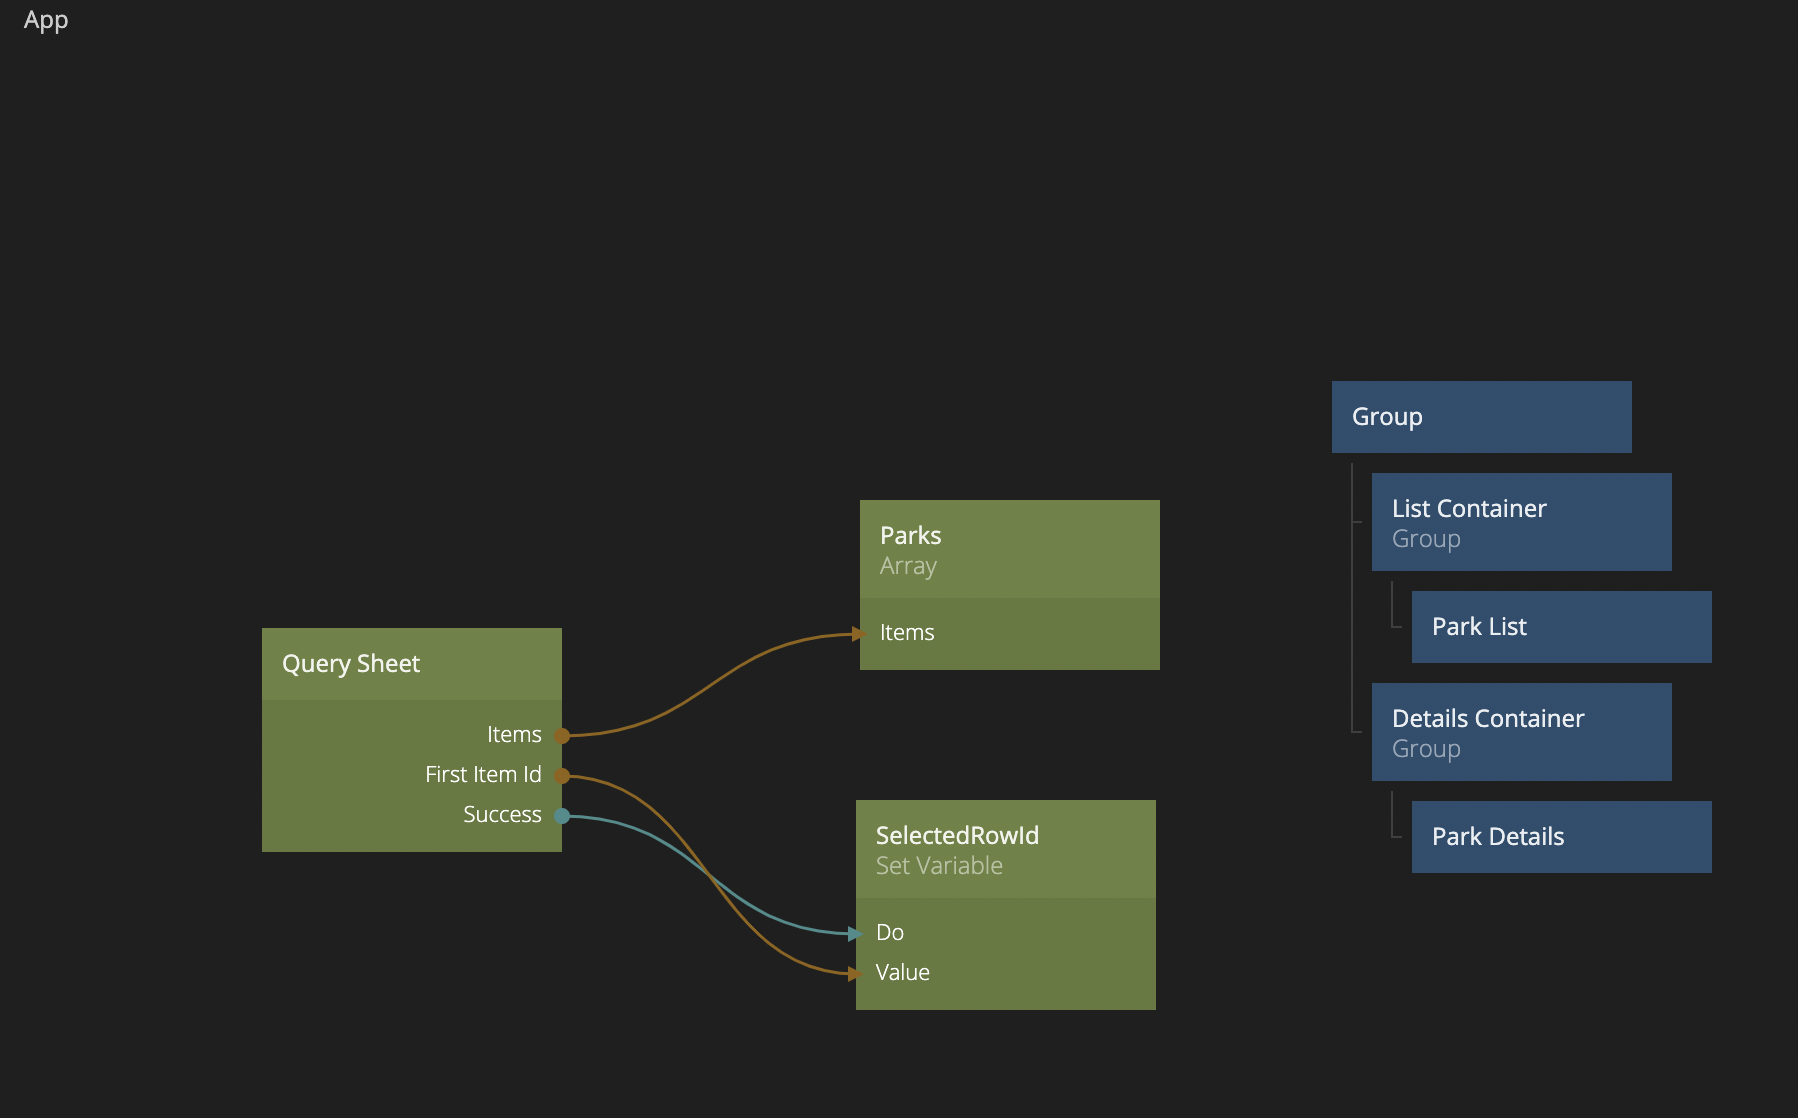 App
Query Sheet
Items
First Item Id
Success
Parks
Array
Items
SelectedRowId
Set Variable
Do
Value
Group
List Container
Group
Park List
Details Container
Group
Park Details